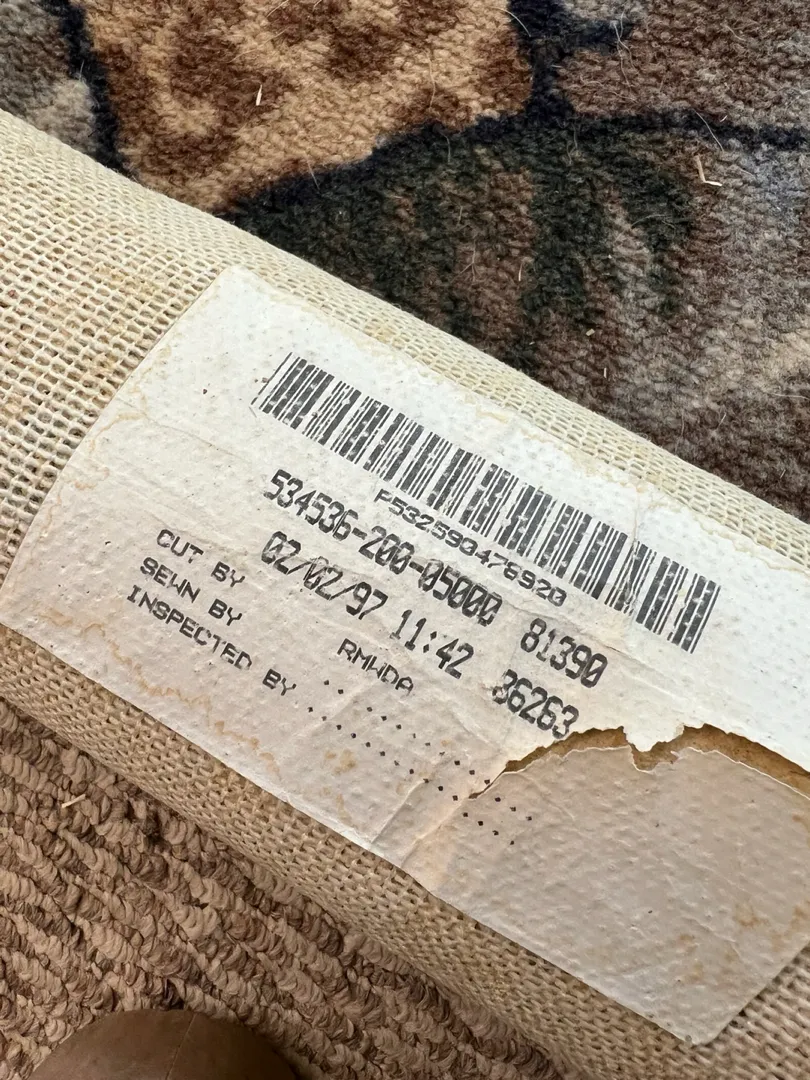 P532590476920
534536-200-05000 81390
02/02/97 11:42 36263
CUT BY RMWDA
SEWN BY
INSPECTED BY